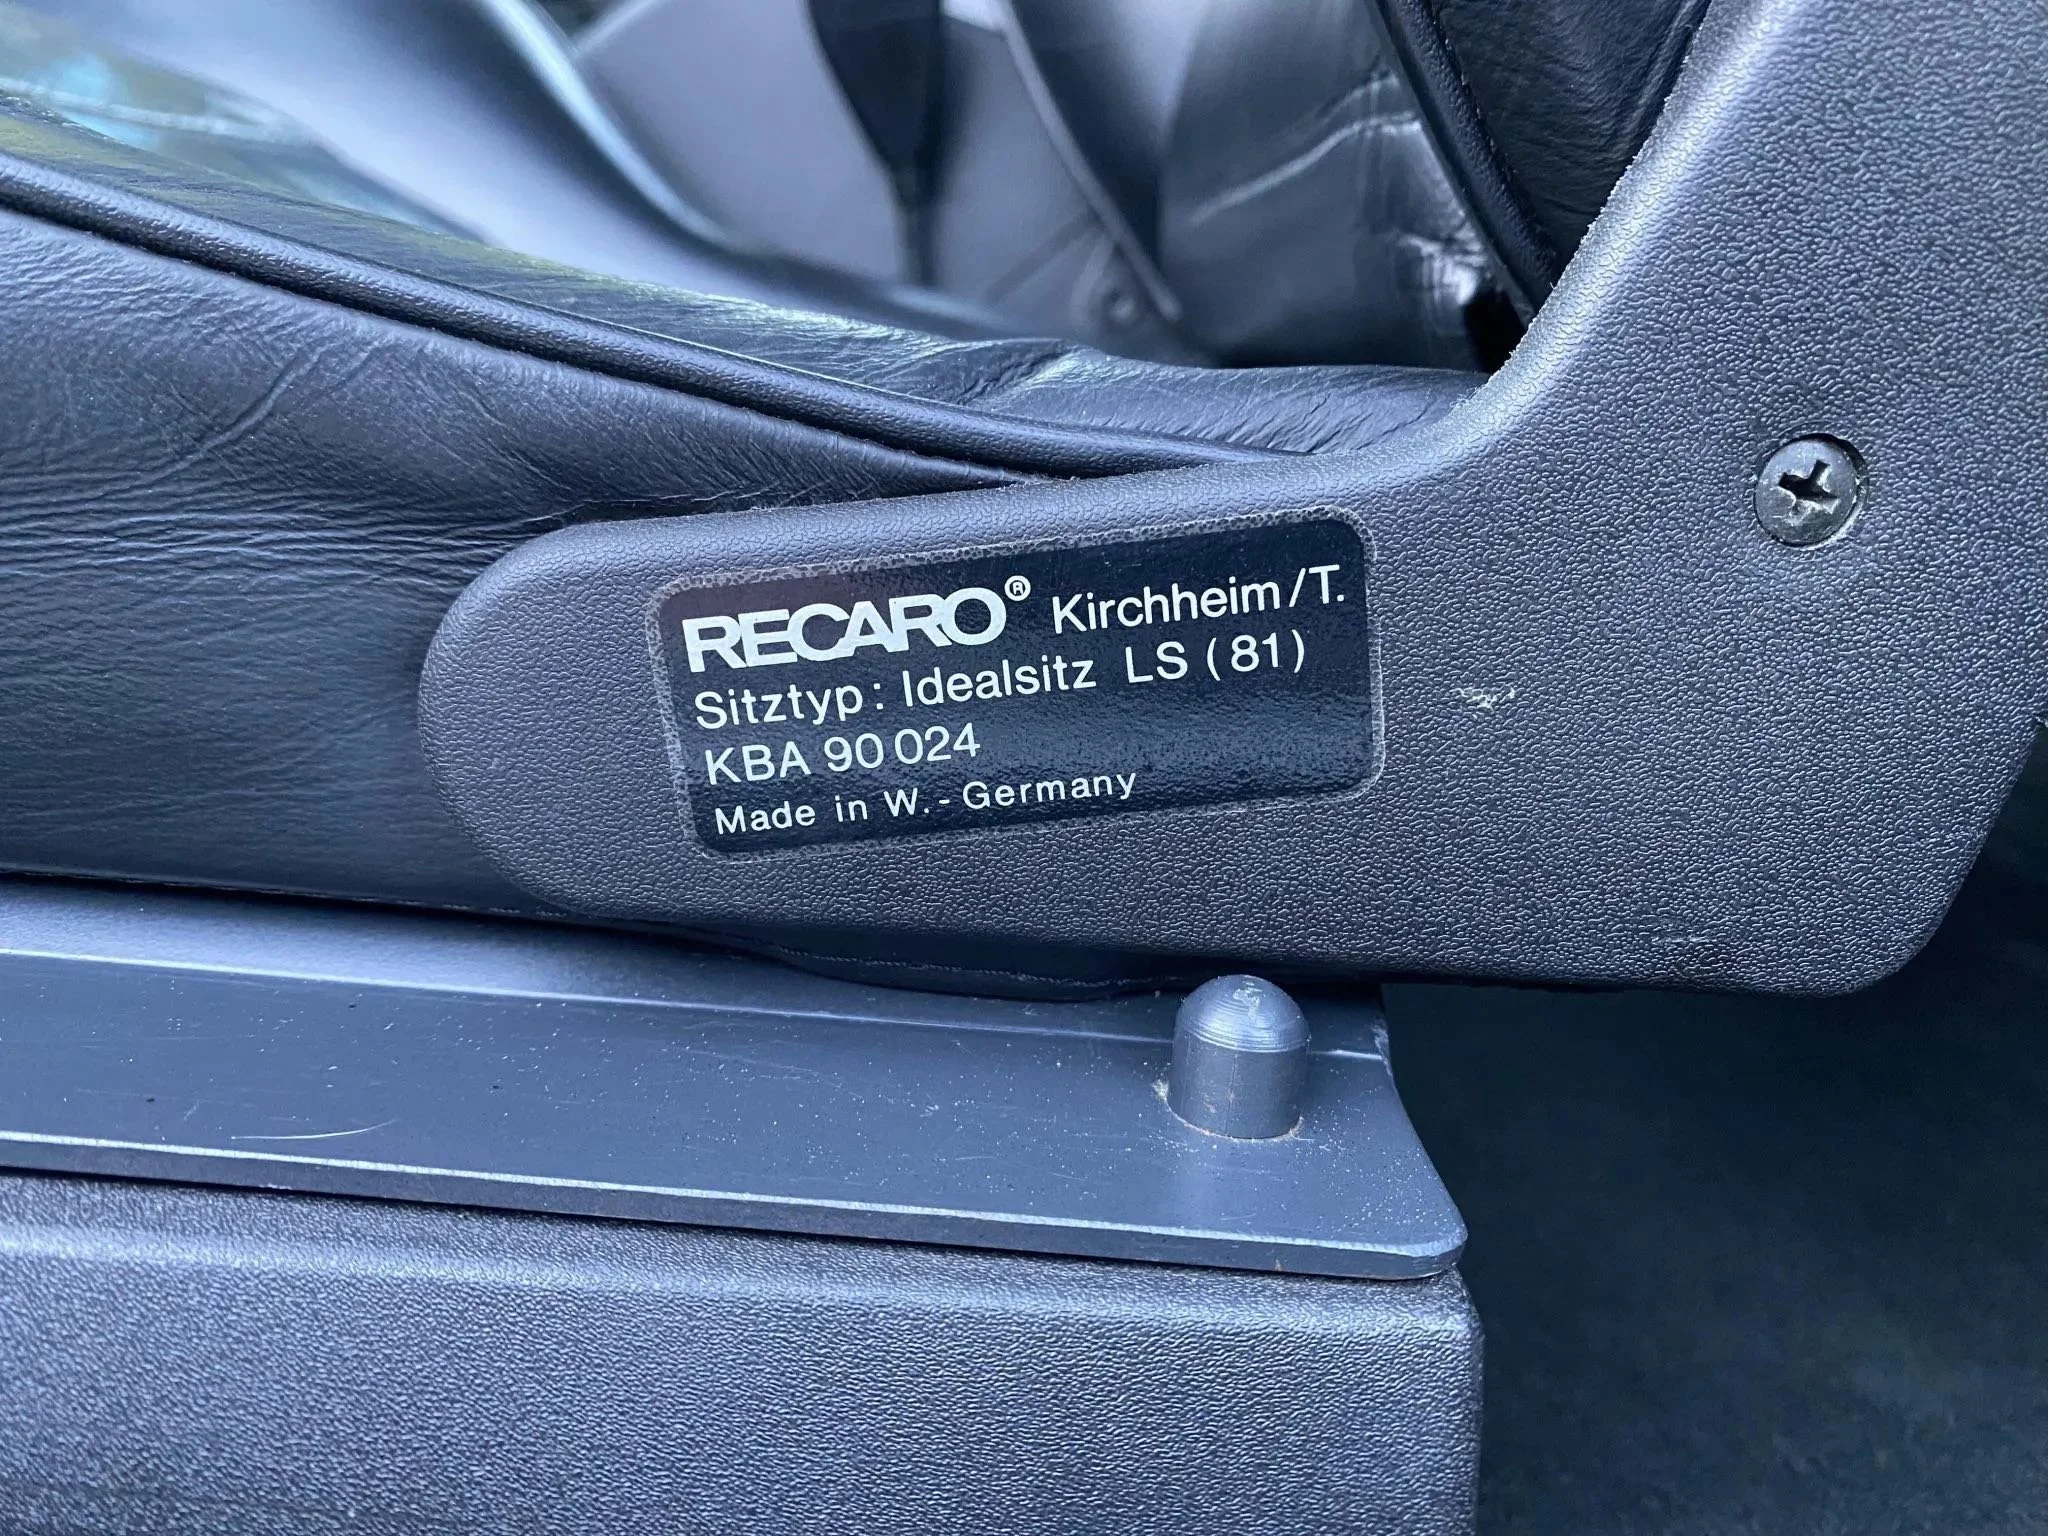 RECARO® Kirchheim/T.
Sitztyp: Idealsitz LS (81)
KBA 90 024
Made in W.-Germany